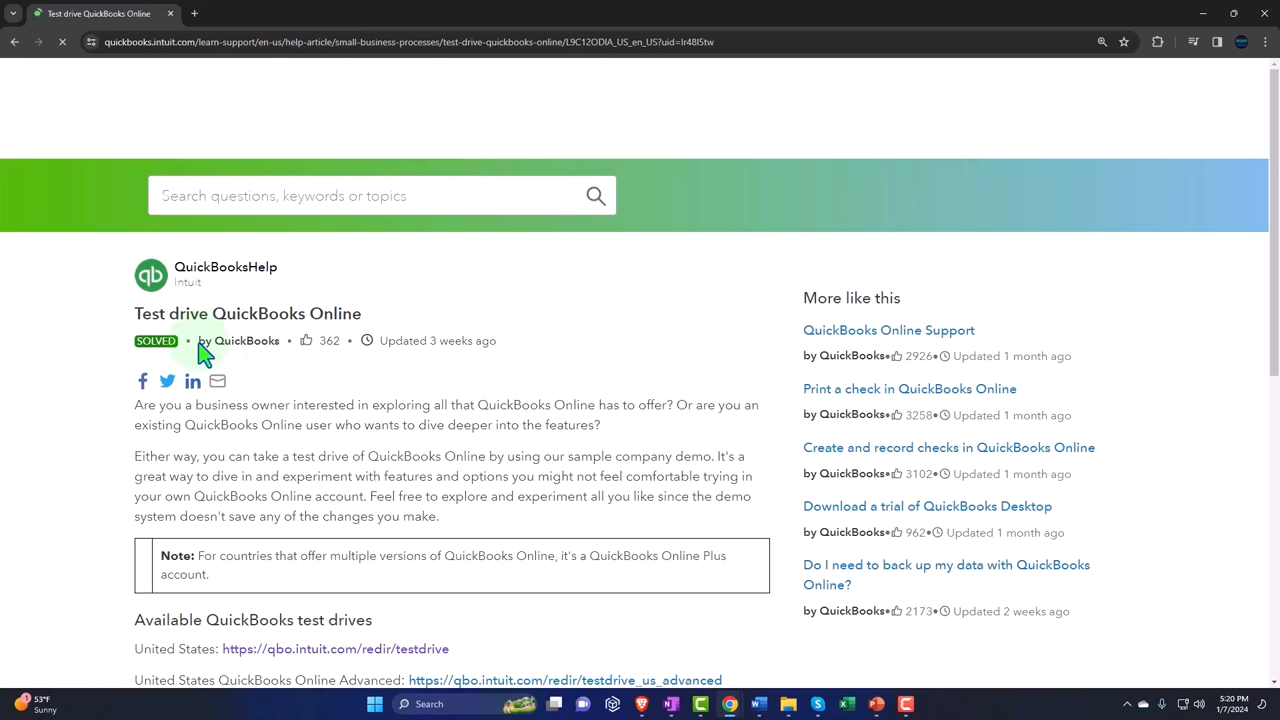 Test drive QuickBooks Online
quickbooks.intuit.com/learn-support/en-us/help-article/small-business-processes/test-drive-quickbooks-online/L9C12ODIA_US_en_US?uid=lr48l5tw
Search questions, keywords or topics
qb
QuickBooksHelp
Intuit
Test drive QuickBooks Online
SOLVED • by QuickBooks • 362 • Updated 3 weeks ago
Are you a business owner interested in exploring all that QuickBooks Online has to offer? Or are you an
existing QuickBooks Online user who wants to dive deeper into the features?
Either way, you can take a test drive of QuickBooks Online by using our sample company demo. It's a
great way to dive in and experiment with features and options you might not feel comfortable trying in
your own QuickBooks Online account. Feel free to explore and experiment all you like since the demo
system doesn't save any of the changes you make.
Note: For countries that offer multiple versions of QuickBooks Online, it's a QuickBooks Online Plus
account.
Available QuickBooks test drives
United States: https://qbo.intuit.com/redir/testdrive
United States QuickBooks Online Advanced: https://qbo.intuit.com/redir/testdrive_us_advanced
More like this
QuickBooks Online Support
by QuickBooks• 2926• Updated 1 month ago
Print a check in QuickBooks Online
by QuickBooks• 3258• Updated 1 month ago
Create and record checks in QuickBooks Online
by QuickBooks• 3102• Updated 1 month ago
Download a trial of QuickBooks Desktop
by QuickBooks• 962• Updated 1 month ago
Do I need to back up my data with QuickBooks
Online?
by QuickBooks• 2173• Updated 2 weeks ago
1
53°F
Sunny
Search
5:20 PM
1/7/2024